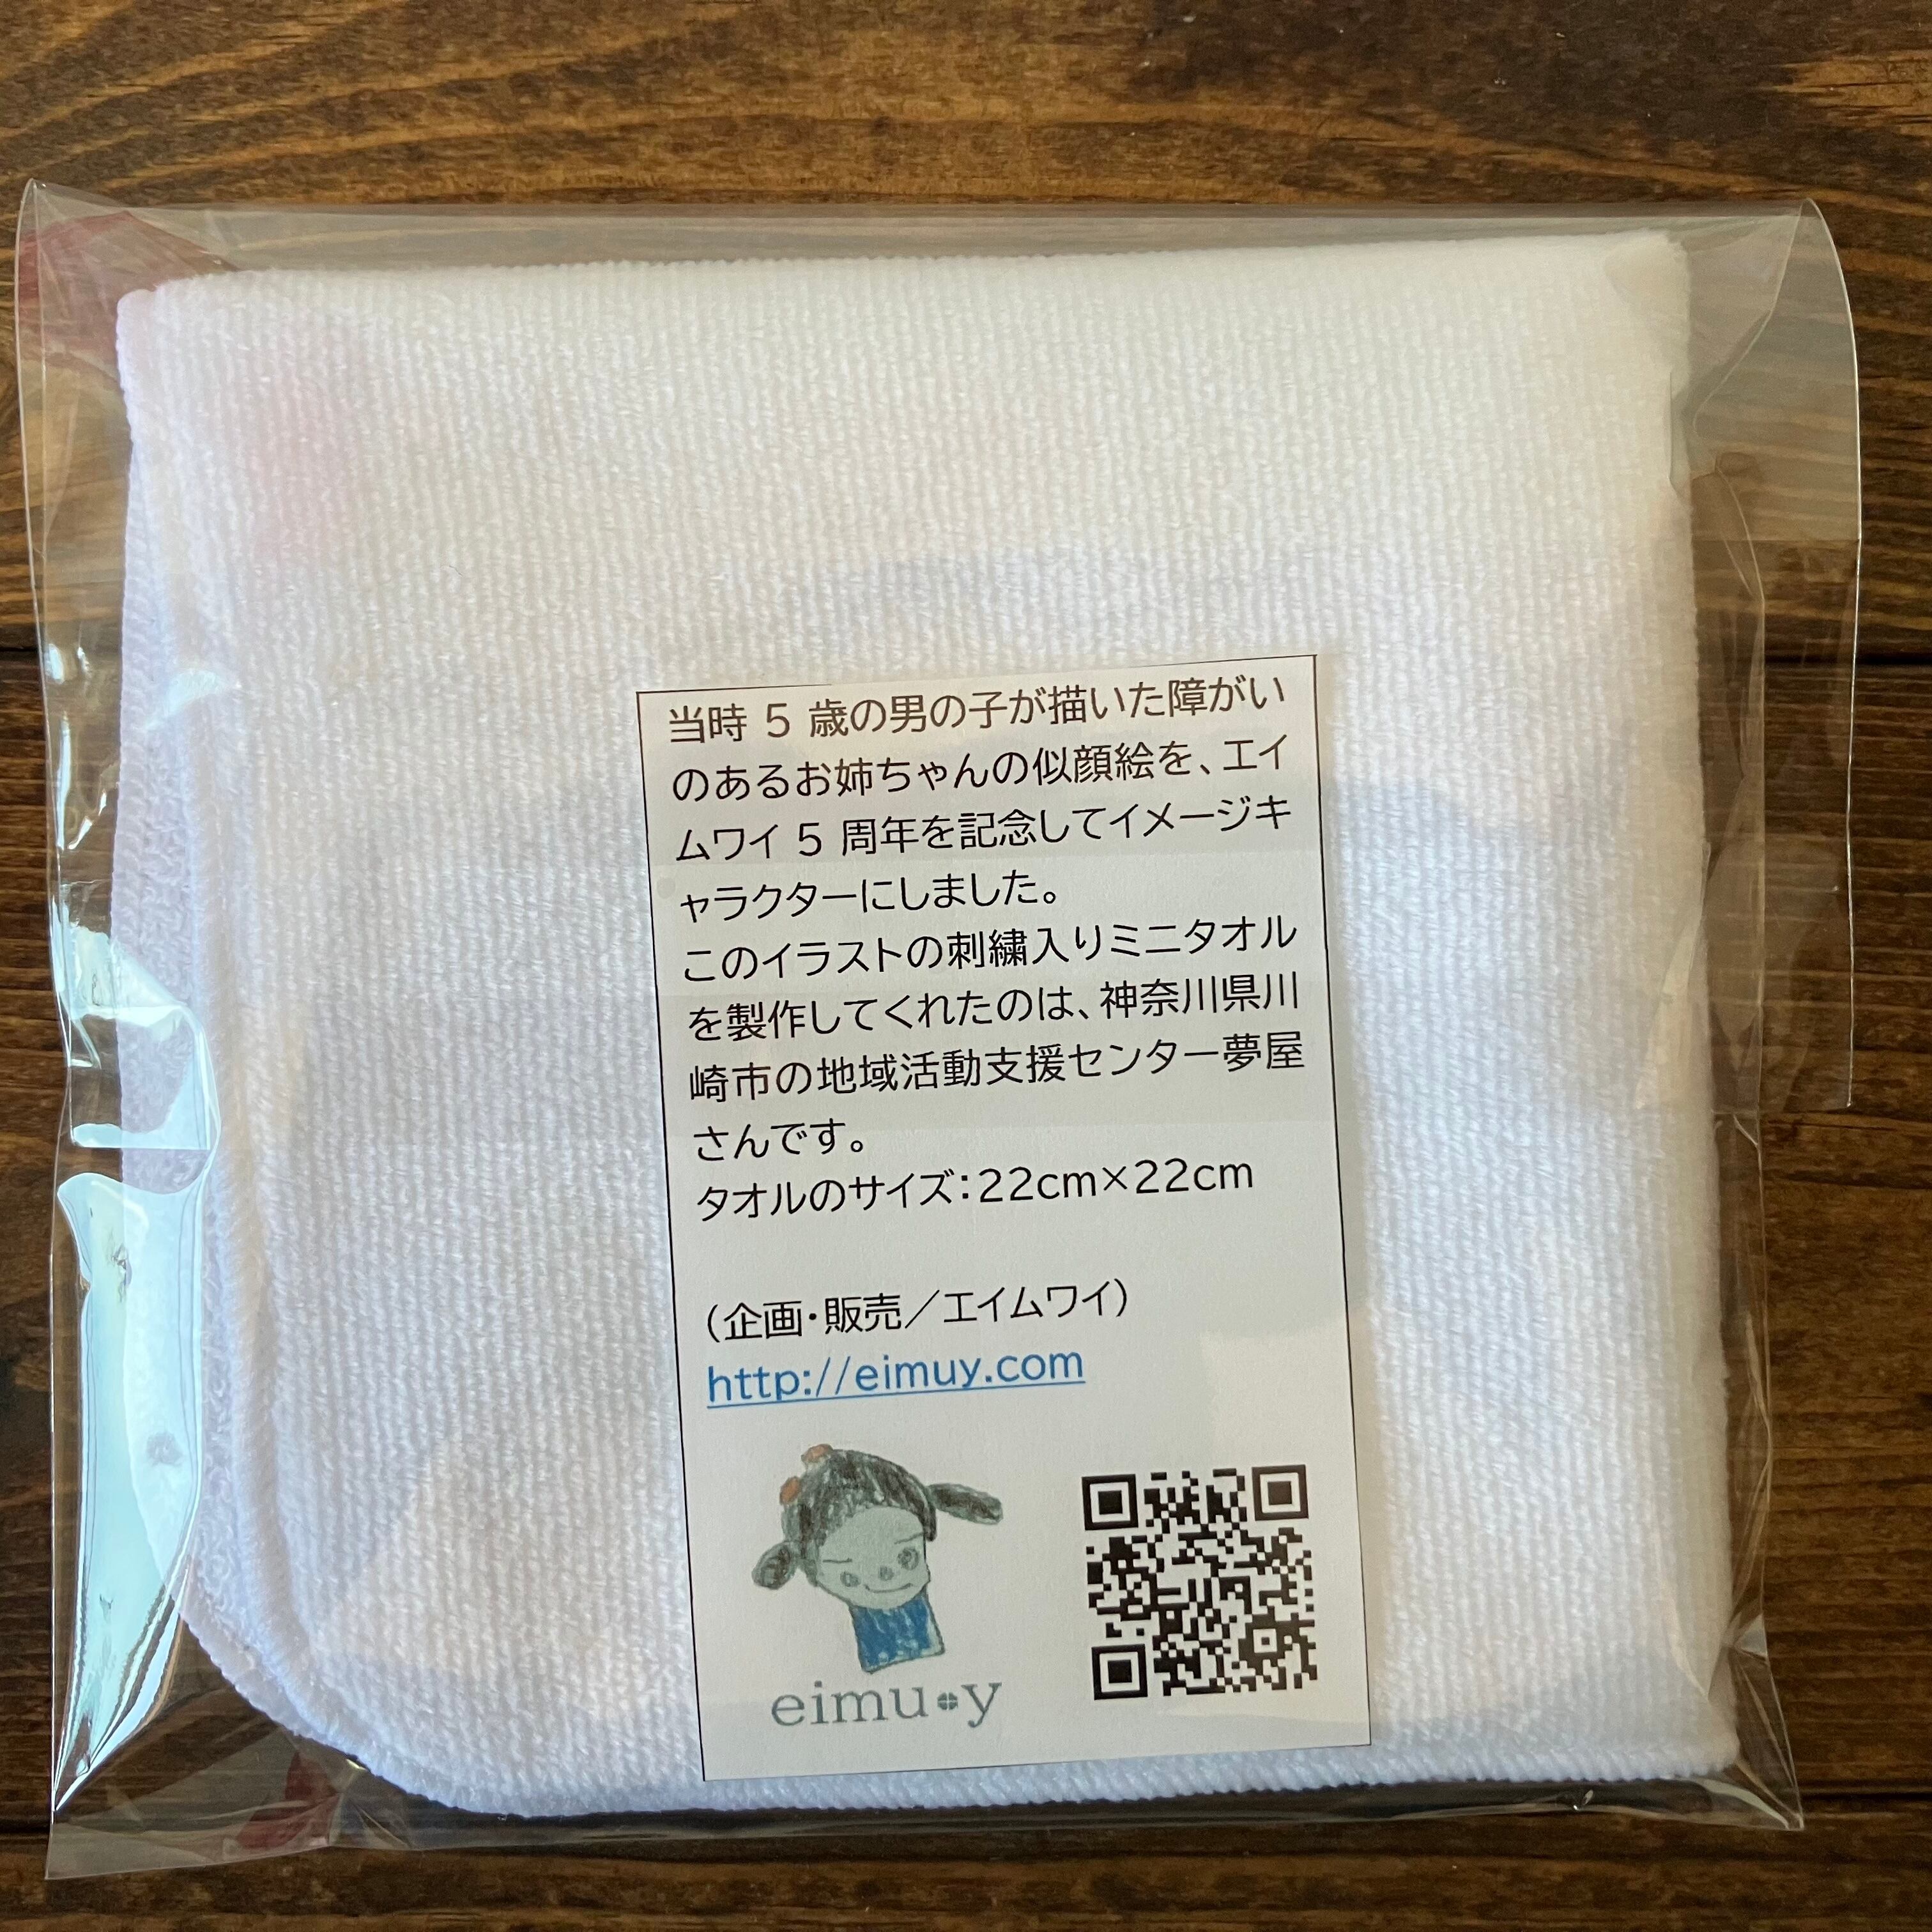 当時 5 歳の男の子が描いた障がい
のあるお姉ちゃんの似顔絵を、エイ
ムワイ 5 周年を記念してイメージキ
ャラクターにしました。
このイラストの刺繍入りミニタオル
を製作してくれたのは、神奈川県川
崎市の地域活動支援センター夢屋
さんです。
タオルのサイズ：22cm×22cm
（企画・販売／エイムワイ）
http://eimuy.com
eimu y